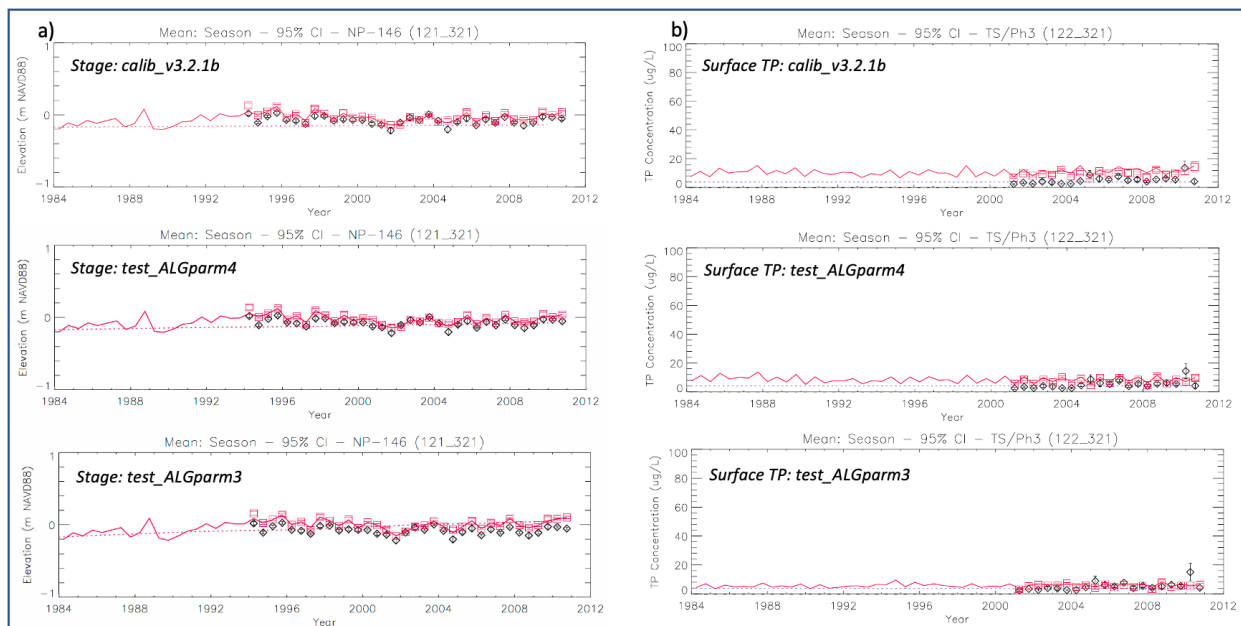 a)
Mean: Season – 95% CI – NP-146 (121_321)
Stage: calib_v3.2.1b
Elevation (m NAVD88)
1
0
-1
1984 1988 1992 1996 2000 2004 2008 2012
Year
Mean: Season – 95% CI – NP-146 (121_321)
Stage: test_ALGparm4
Elevation (m NAVD88)
1
0
-1
1984 1988 1992 1996 2000 2004 2008 2012
Year
Mean: Season – 95% CI – NP-146 (121_321)
Stage: test_ALGparm3
Elevation (m NAVD88)
1
0
-1
1984 1988 1992 1996 2000 2004 2008 2012
Year
b)
Mean: Season – 95% CI – TS/Ph3 (122_321)
Surface TP: calib_v3.2.1b
TP Concentration (ug/L)
100
80
60
40
20
0
1984 1988 1992 1996 2000 2004 2008 2012
Year
Mean: Season – 95% CI – TS/Ph3 (122_321)
Surface TP: test_ALGparm4
TP Concentration (ug/L)
100
80
60
40
20
0
1984 1988 1992 1996 2000 2004 2008 2012
Year
Mean: Season – 95% CI – TS/Ph3 (122_321)
Surface TP: test_ALGparm3
TP Concentration (ug/L)
100
80
60
40
20
0
1984 1988 1992 1996 2000 2004 2008 2012
Year